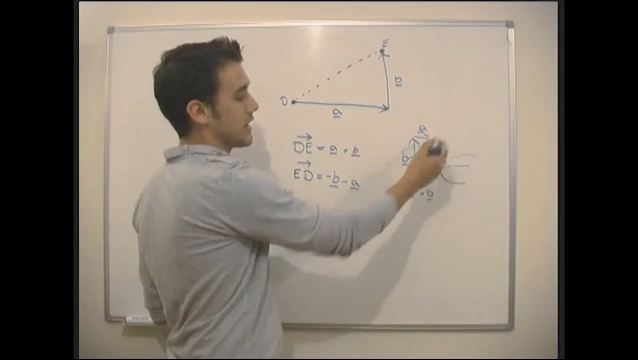 E
D
b
a
DE = a + b
ED = -b - a
a
b
+ b